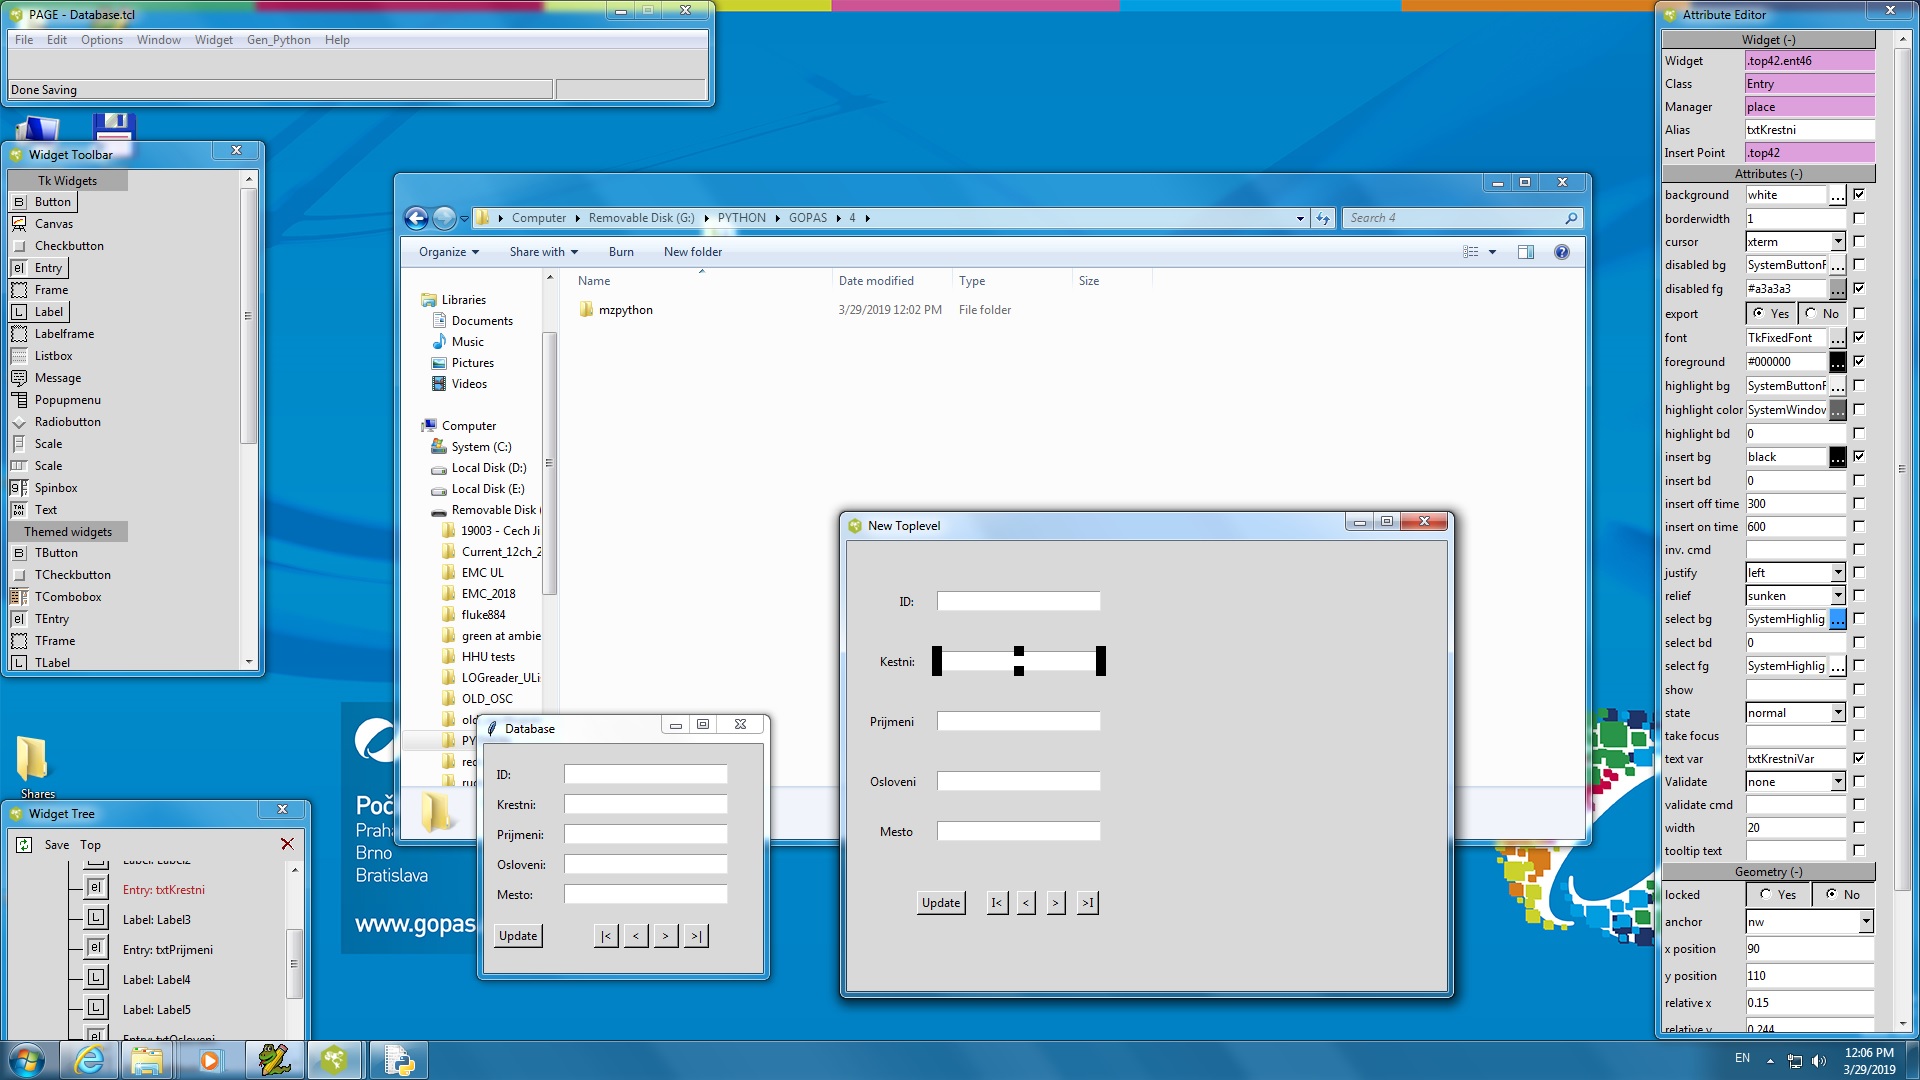 PAGE - Database.tcl
File Edit Options Window Widget Gen_Python Help
Done Saving
Widget Toolbar
Tk Widgets
Button
Canvas
Checkbutton
Entry
Frame
Label
Labelframe
Listbox
Message
Popupmenu
Radiobutton
Scale
Scale
Spinbox
Text
Themed widgets
TButton
TCheckbutton
TCombobox
TEntry
TFrame
TLabel
Shares
Widget Tree
Save Top
Label: Label2
Entry: txtKrestni
Label: Label3
Entry: txtPrijmeni
Label: Label4
Label: Label5
Entry: txtOsloveni
Computer Removable Disk (G:) PYTHON GOPAS 4
Search 4
Organize Share with Burn New folder
Name Date modified Type Size
mzpython 3/29/2019 12:02 PM File folder
Libraries
Documents
Music
Pictures
Videos
Computer
System (C:)
Local Disk (D:)
Local Disk (E:)
Removable Disk (
19003 - Cech Ji
Current_12ch_2
EMC UL
EMC_2018
fluke884
green at ambie
HHU tests
LOGreader_ULi
OLD_OSC
old
PY
rec
Poč
Praha
Brno
Bratislava
www.gopas
Database
ID:
Krestni:
Prijmeni:
Osloveni:
Mesto:
Update |< < > >|
New Toplevel
ID:
Kestni:
Prijmeni
Osloveni
Mesto
Update I< < > >I
Attribute Editor
Widget (-)
Widget .top42.ent46
Class Entry
Manager place
Alias txtKrestni
Insert Point .top42
Attributes (-)
background white ...
borderwidth 1
cursor xterm
disabled bg SystemButtonF ...
disabled fg #a3a3a3 ...
export Yes No
font TkFixedFont ...
foreground #000000 ...
highlight bg SystemButtonF ...
highlight color SystemWindow ...
highlight bd 0
insert bg black ...
insert bd 0
insert off time 300
insert on time 600
inv. cmd
justify left
relief sunken
select bg SystemHighlig ...
select bd 0
select fg SystemHighlig ...
show
state normal
take focus
text var txtKrestniVar
Validate none
validate cmd
width 20
tooltip text
Geometry (-)
locked Yes No
anchor nw
x position 90
y position 110
relative x 0.15
relative y 0.244
EN
12:06 PM
3/29/2019